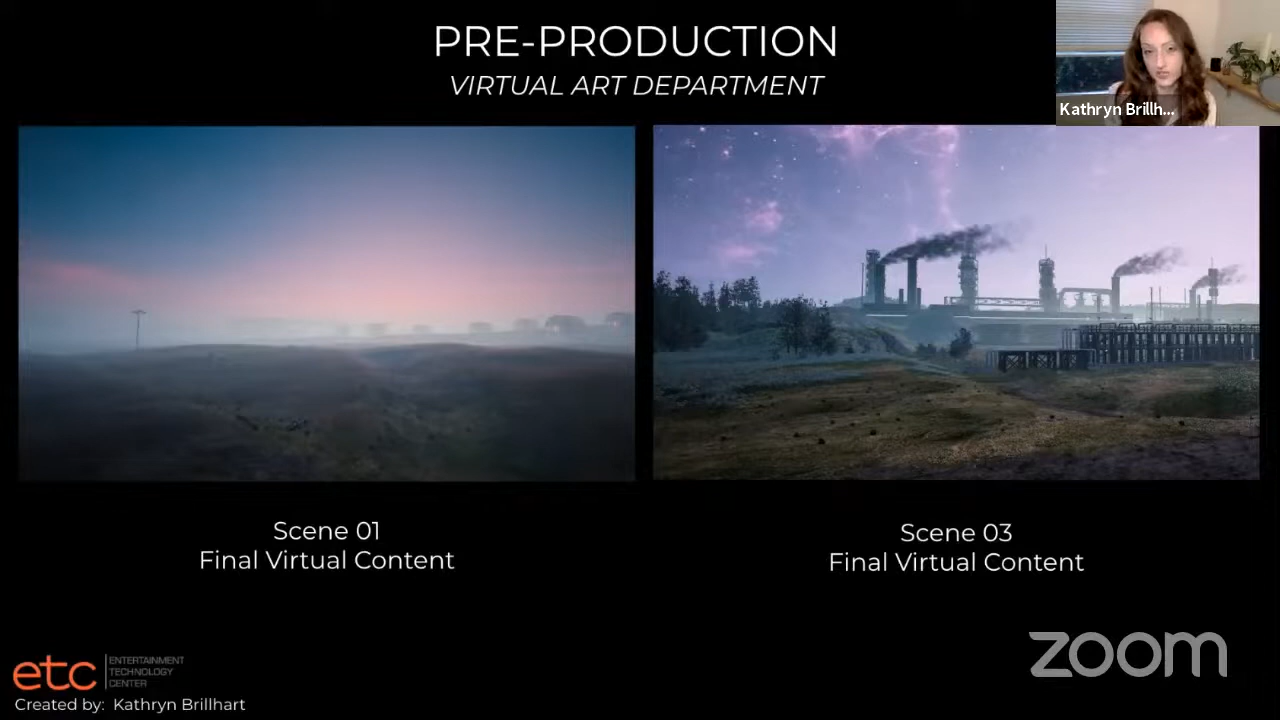 PRE-PRODUCTION
VIRTUAL ART DEPARTMENT
Kathryn Brillh...
Scene 01
Final Virtual Content
Scene 03
Final Virtual Content
etc
ENTERTAINMENT
TECHNOLOGY
CENTER
Created by: Kathryn Brillhart
zoom